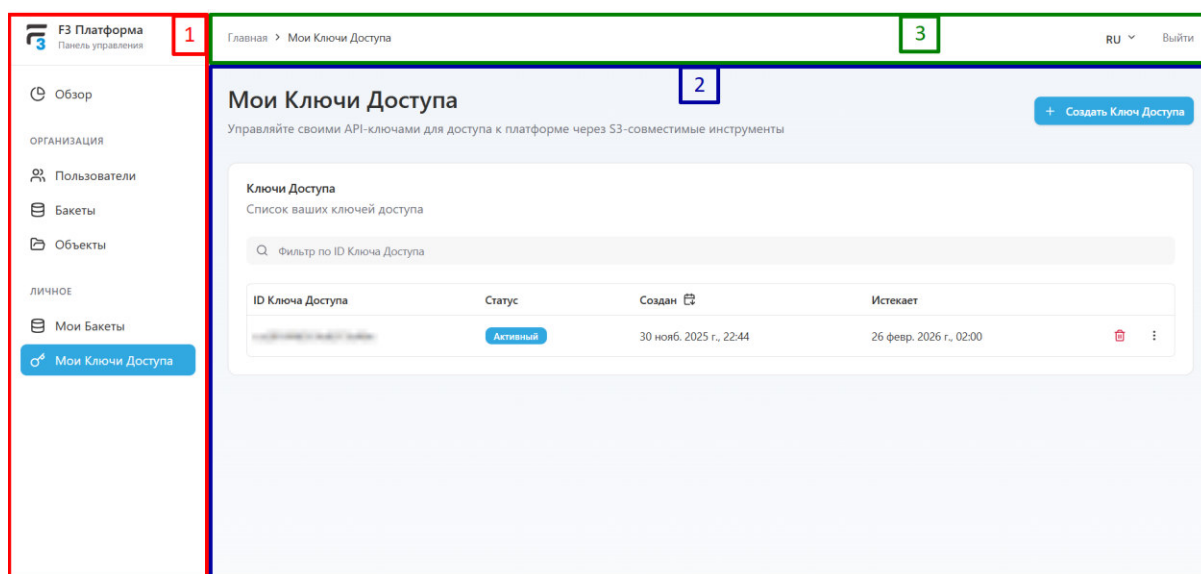 F3 Платформа
Панель управления
1
Обзор
ОРГАНИЗАЦИЯ
Пользователи
Бакеты
Объекты
ЛИЧНОЕ
Мои Бакеты
Мои Ключи Доступа
Главная > Мои Ключи Доступа
3
RU
Выйти
2
Мои Ключи Доступа
Управляйте своими API-ключами для доступа к платформе через S3-совместимые инструменты
+ Создать Ключ Доступа
Ключи Доступа
Список ваших ключей доступа
Фильтр по ID Ключа Доступа
ID Ключа Доступа Статус Создан Истекает
Активный 30 нояб. 2025 г., 22:44 26 февр. 2026 г., 02:00